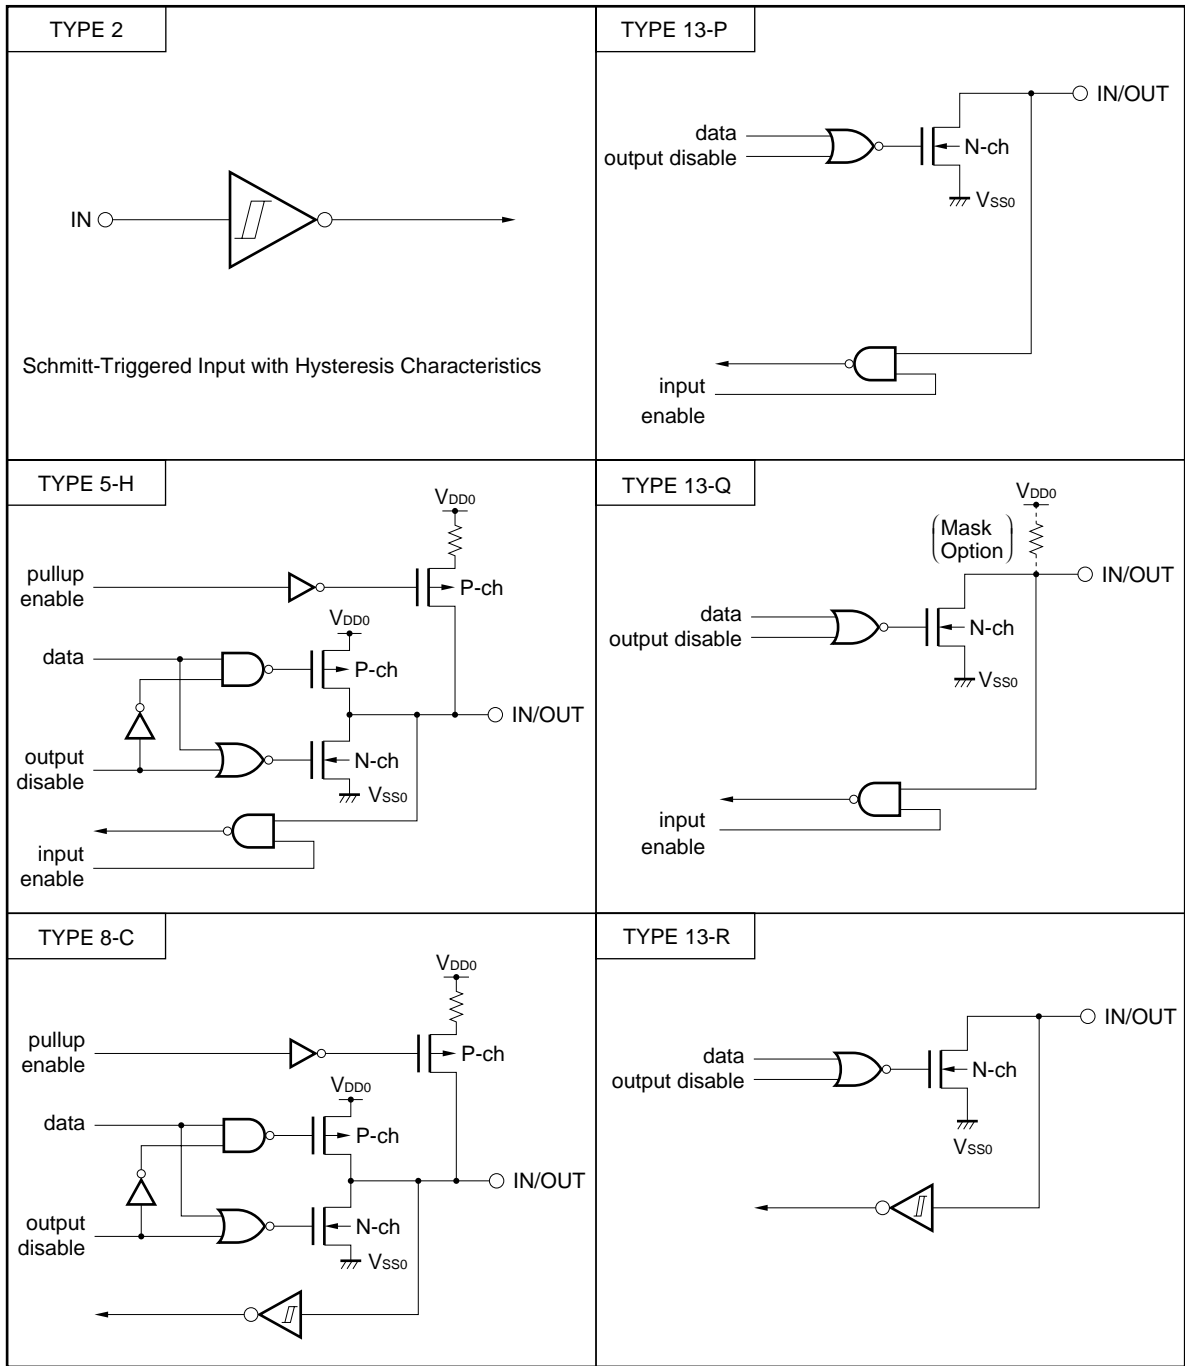 TYPE 2
IN
Schmitt-Triggered Input with Hysteresis Characteristics
TYPE 13-P
IN/OUT
data
output disable
N-ch
VSS0
input
enable
TYPE 5-H
VDD0
pullup
enable
P-ch
VDD0
data
P-ch
IN/OUT
output
disable
N-ch
VSS0
input
enable
TYPE 13-Q
VDD0
(Mask
Option)
IN/OUT
data
output disable
N-ch
VSS0
input
enable
TYPE 8-C
VDD0
pullup
enable
P-ch
VDD0
data
P-ch
IN/OUT
output
disable
N-ch
VSS0
TYPE 13-R
IN/OUT
data
output disable
N-ch
VSS0